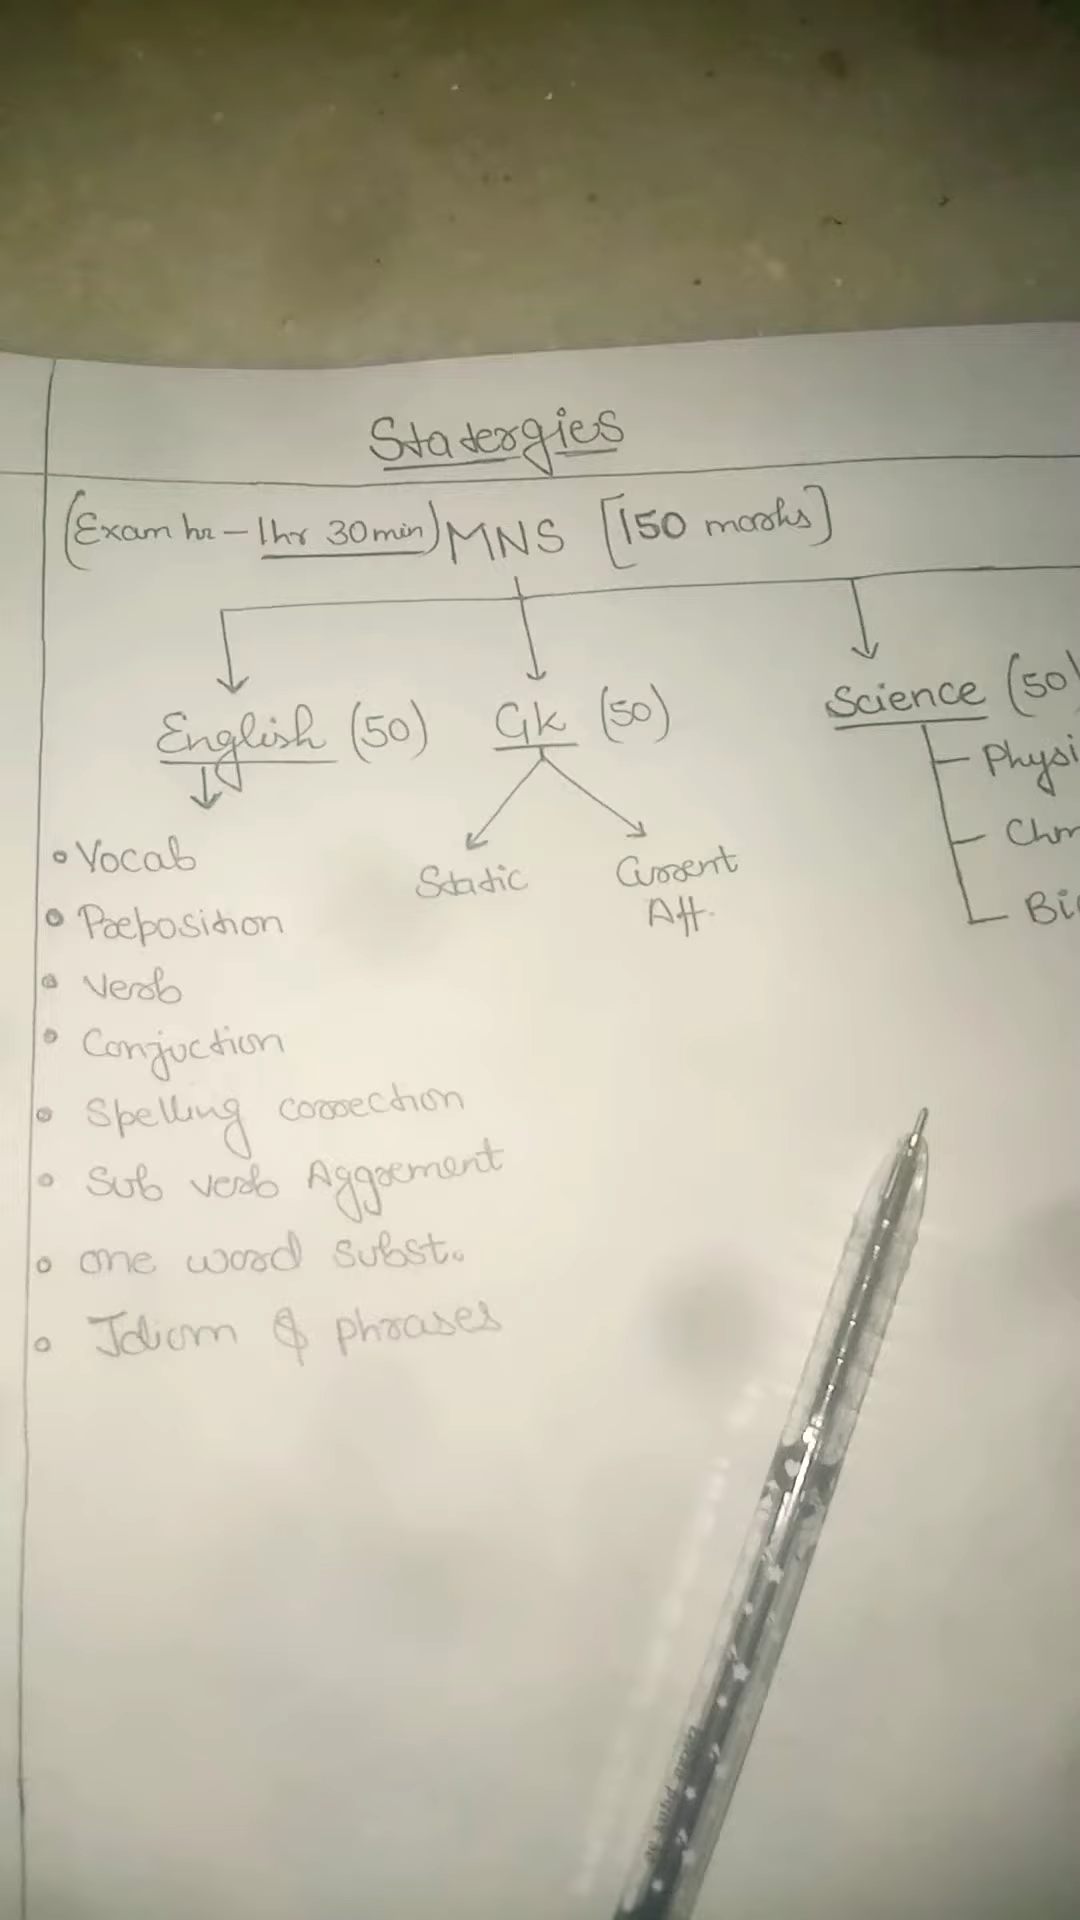 Statergies
(Exam hr - 1hr 30min) MNS [150 marks]
English (50) Gk (50) Science (50)
Physi
Chm
Bi
Static
Current
Aff.
• Vocab
• Preposition
• Verb
• Conjuction
• Spelling correction
• Sub verb Aggrement
• one word subst.
• Idiom & phrases